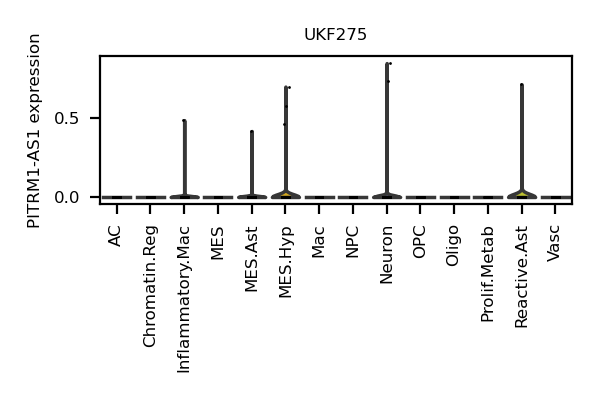 UKF275
PITRM1-AS1 expression
0.5
0.0
AC
Chromatin.Reg
Inflammatory.Mac
MES
MES.Ast
MES.Hyp
Mac
NPC
Neuron
OPC
Oligo
Prolif.Metab
Reactive.Ast
Vasc